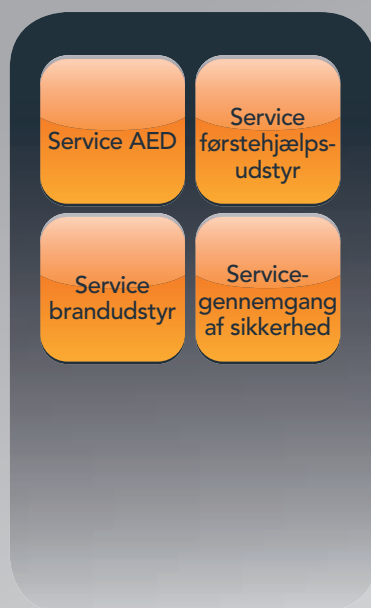 Service AED
Service
førstehjælps-
udstyr
Service
brandudstyr
Service-
gennemgang
af sikkerhed